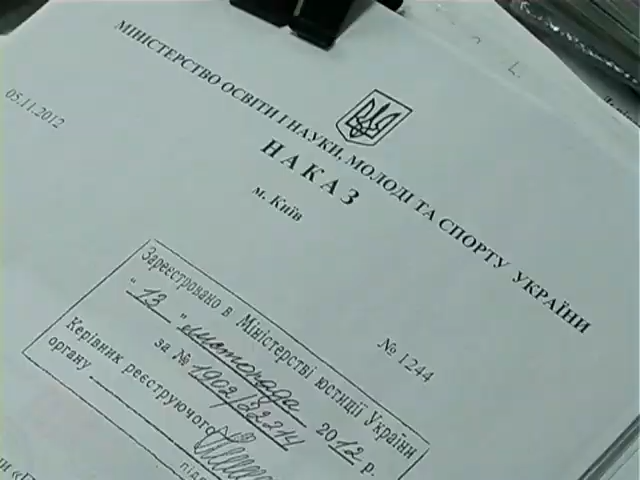 МІНІСТЕРСТВО ОСВІТИ І НАУКИ, МОЛОДІ ТА СПОРТУ УКРАЇНИ
НАКАЗ
05.11.2012
м. Київ
№ 1244
Зареєстровано в Міністерстві юстиції України
"13" листопада 2012 р.
за № 1903/22214
Керівник реєструючого
органу